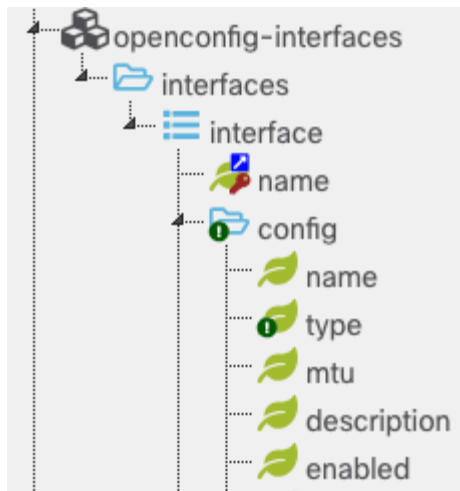 openconfig-interfaces
interfaces
interface
name
config
name
type
mtu
description
enabled